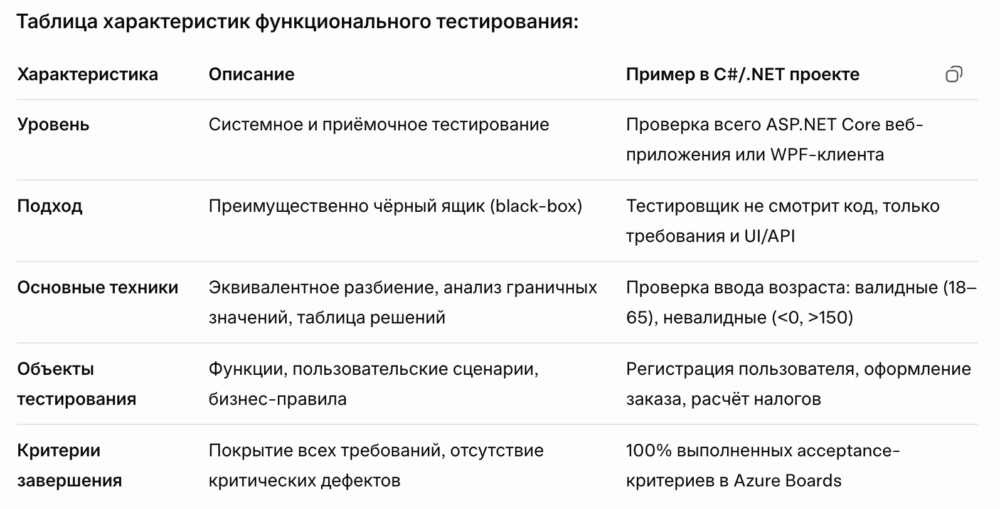 Таблица характеристик функционального тестирования:
Характеристика Описание Пример в C#/.NET проекте
Уровень Системное и приёмочное тестирование Проверка всего ASP.NET Core веб-
приложения или WPF-клиента
Подход Преимущественно чёрный ящик (black-box) Тестировщик не смотрит код, только
требования и UI/API
Основные техники Эквивалентное разбиение, анализ граничных Проверка ввода возраста: валидные (18–
значений, таблица решений 65), невалидные (<0, >150)
Объекты Функции, пользовательские сценарии, Регистрация пользователя, оформление
тестирования бизнес-правила заказа, расчёт налогов
Критерии Покрытие всех требований, отсутствие 100% выполненных acceptance-
завершения критических дефектов критериев в Azure Boards